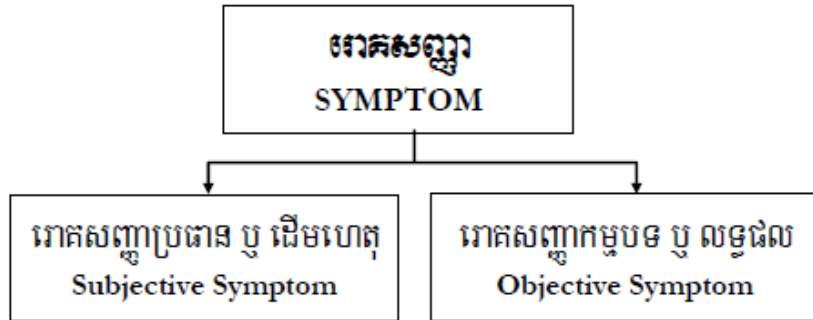 រោគសញ្ញា
SYMPTOM
រោគសញ្ញាប្រធាន ឬ ដើមហេតុ
Subjective Symptom
រោគសញ្ញាកម្មបទ ឬ លទ្ធផល
Objective Symptom